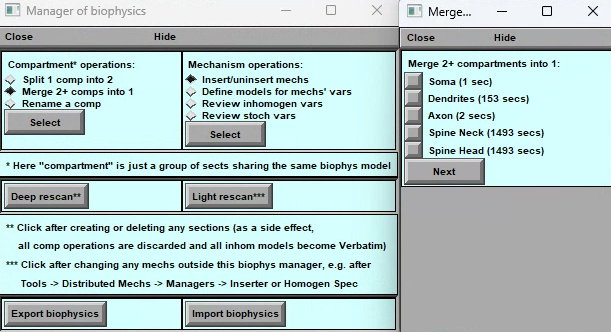 Manager of biophysics
Close Hide
Compartment* operations:
Split 1 comp into 2
Merge 2+ comps into 1
Rename a comp
Select
Mechanism operations:
Insert/uninsert mechs
Define models for mechs' vars
Review inhomogen vars
Review stoch vars
Select
* Here "compartment" is just a group of sects sharing the same biophys model
Deep rescan**
Light rescan***
** Click after creating or deleting any sections (as a side effect,
all comp operations are discarded and all inhom models become Verbatim)
*** Click after changing any mechs outside this biophys manager, e.g. after
Tools -> Distributed Mechs -> Managers -> Inserter or Homogen Spec
Export biophysics
Import biophysics
Merge...
Close Hide
Merge 2+ compartments into 1:
Soma (1 sec)
Dendrites (153 secs)
Axon (2 secs)
Spine Neck (1493 secs)
Spine Head (1493 secs)
Next